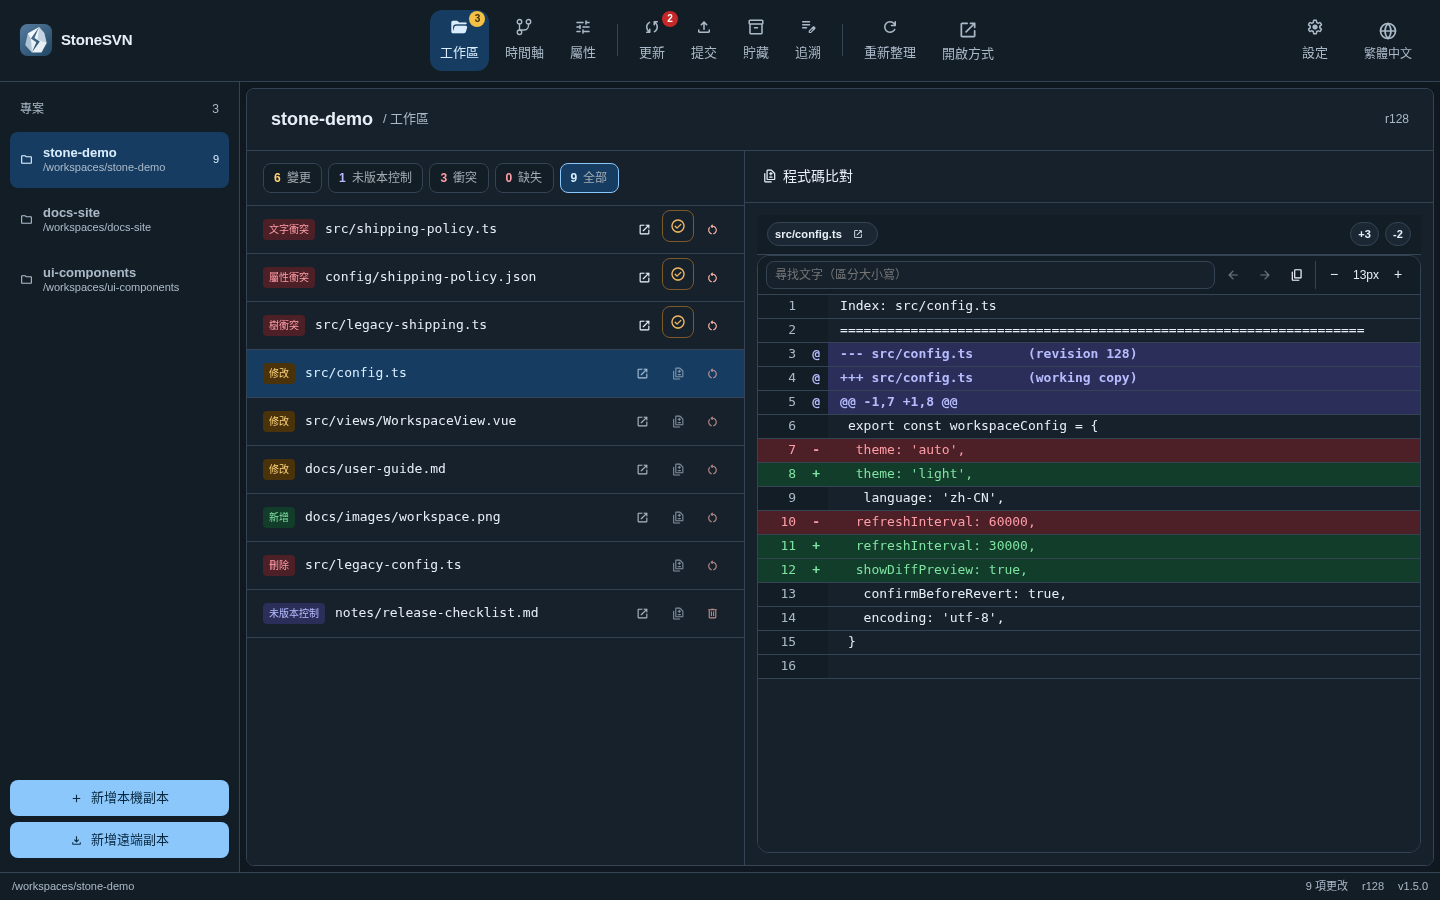 StoneSVN
3
工作區
時間軸
屬性
2
更新
提交
貯藏
追溯
重新整理
開啟方式
設定
繁體中文
專案 3
stone-demo
/workspaces/stone-demo
9
docs-site
/workspaces/docs-site
ui-components
/workspaces/ui-components
新增本機副本
新增遠端副本
stone-demo / 工作區 r128
6 變更 1 未版本控制 3 衝突 0 缺失 9 全部
文字衝突 src/shipping-policy.ts
屬性衝突 config/shipping-policy.json
樹衝突 src/legacy-shipping.ts
修改 src/config.ts
修改 src/views/WorkspaceView.vue
修改 docs/user-guide.md
新增 docs/images/workspace.png
刪除 src/legacy-config.ts
未版本控制 notes/release-checklist.md
程式碼比對
src/config.ts +3 -2
尋找文字（區分大小寫） − 13px +
1 Index: src/config.ts
2 ===================================================================
3 @ --- src/config.ts       (revision 128)
4 @ +++ src/config.ts       (working copy)
5 @ @@ -1,7 +1,8 @@
6  export const workspaceConfig = {
7 -   theme: 'auto',
8 +   theme: 'light',
9    language: 'zh-CN',
10 -   refreshInterval: 60000,
11 +   refreshInterval: 30000,
12 +   showDiffPreview: true,
13    confirmBeforeRevert: true,
14    encoding: 'utf-8',
15  }
16
/workspaces/stone-demo 9 項更改 r128 v1.5.0